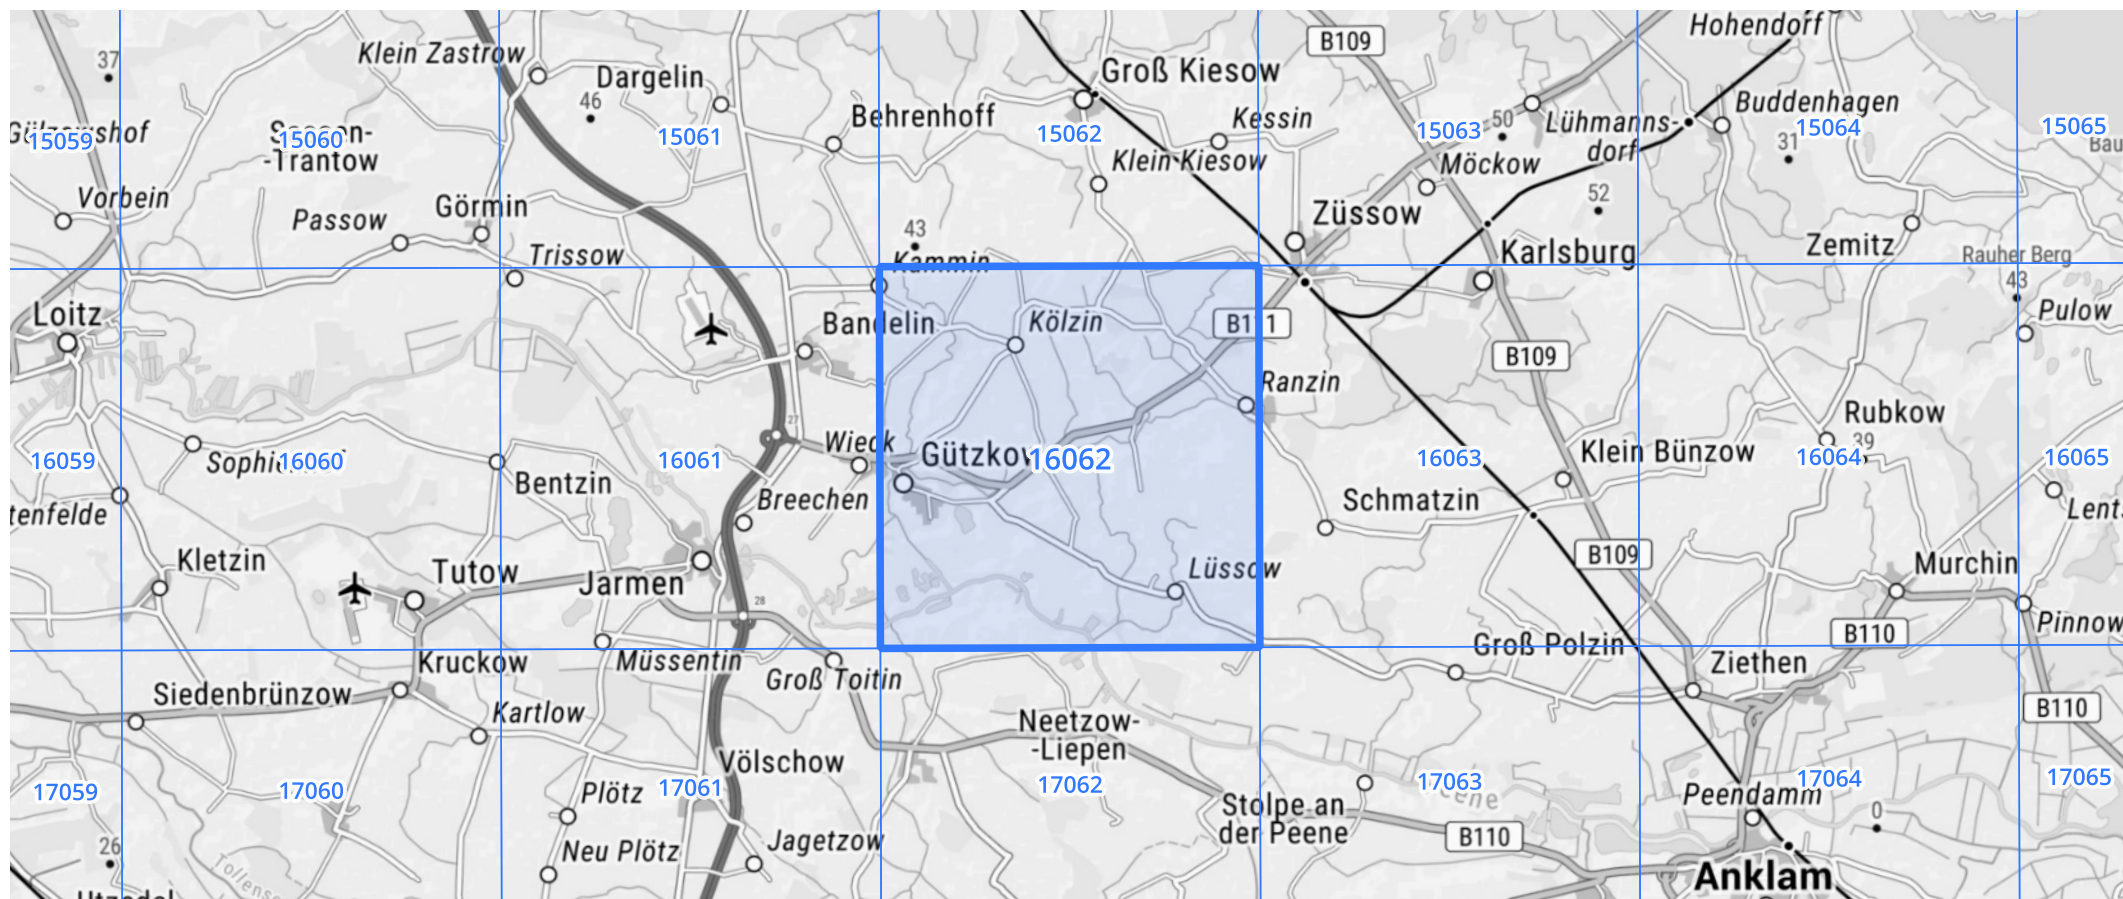 Hohendorf
B109
Klein Zastrow
37
Dargelin
46
Groß Kiesow
Buddenhagen
Behrenhoff
Kessin
50
Lühmanns-
dorf
15059
15060
15061
15062
15063
15064
15065
-Trantow
Klein Kiesow
Möckow
31
Vorbein
Passow
Görmin
52
Züssow
43
Trissow
Kammin
Karlsburg
Zemitz
Rauher Berg
43
Loitz
Bandelin
Kölzin
Pulow
B109
Ranzin
27
Rubkow
39
Wieck
Gützkow
Klein Bünzow
16059
16060
16061
16062
16063
16064
16065
Bentzin
Breechen
Schmatzin
tenfelde
Kletzin
Tutow
Jarmen
Lüssow
B109
Murchin
28
Pinnow
B110
Groß Polzin
Kruckow
Müssentin
Groß Toitin
Ziethen
Siedenbrünzow
Kartlow
Neetzow-
-Liepen
B110
Völschow
17059
17060
17061
17062
17063
17064
17065
Plötz
Stolpe an
der Peene
Peendamm
0
B110
Neu Plötz
Jagetzow
26
Anklam